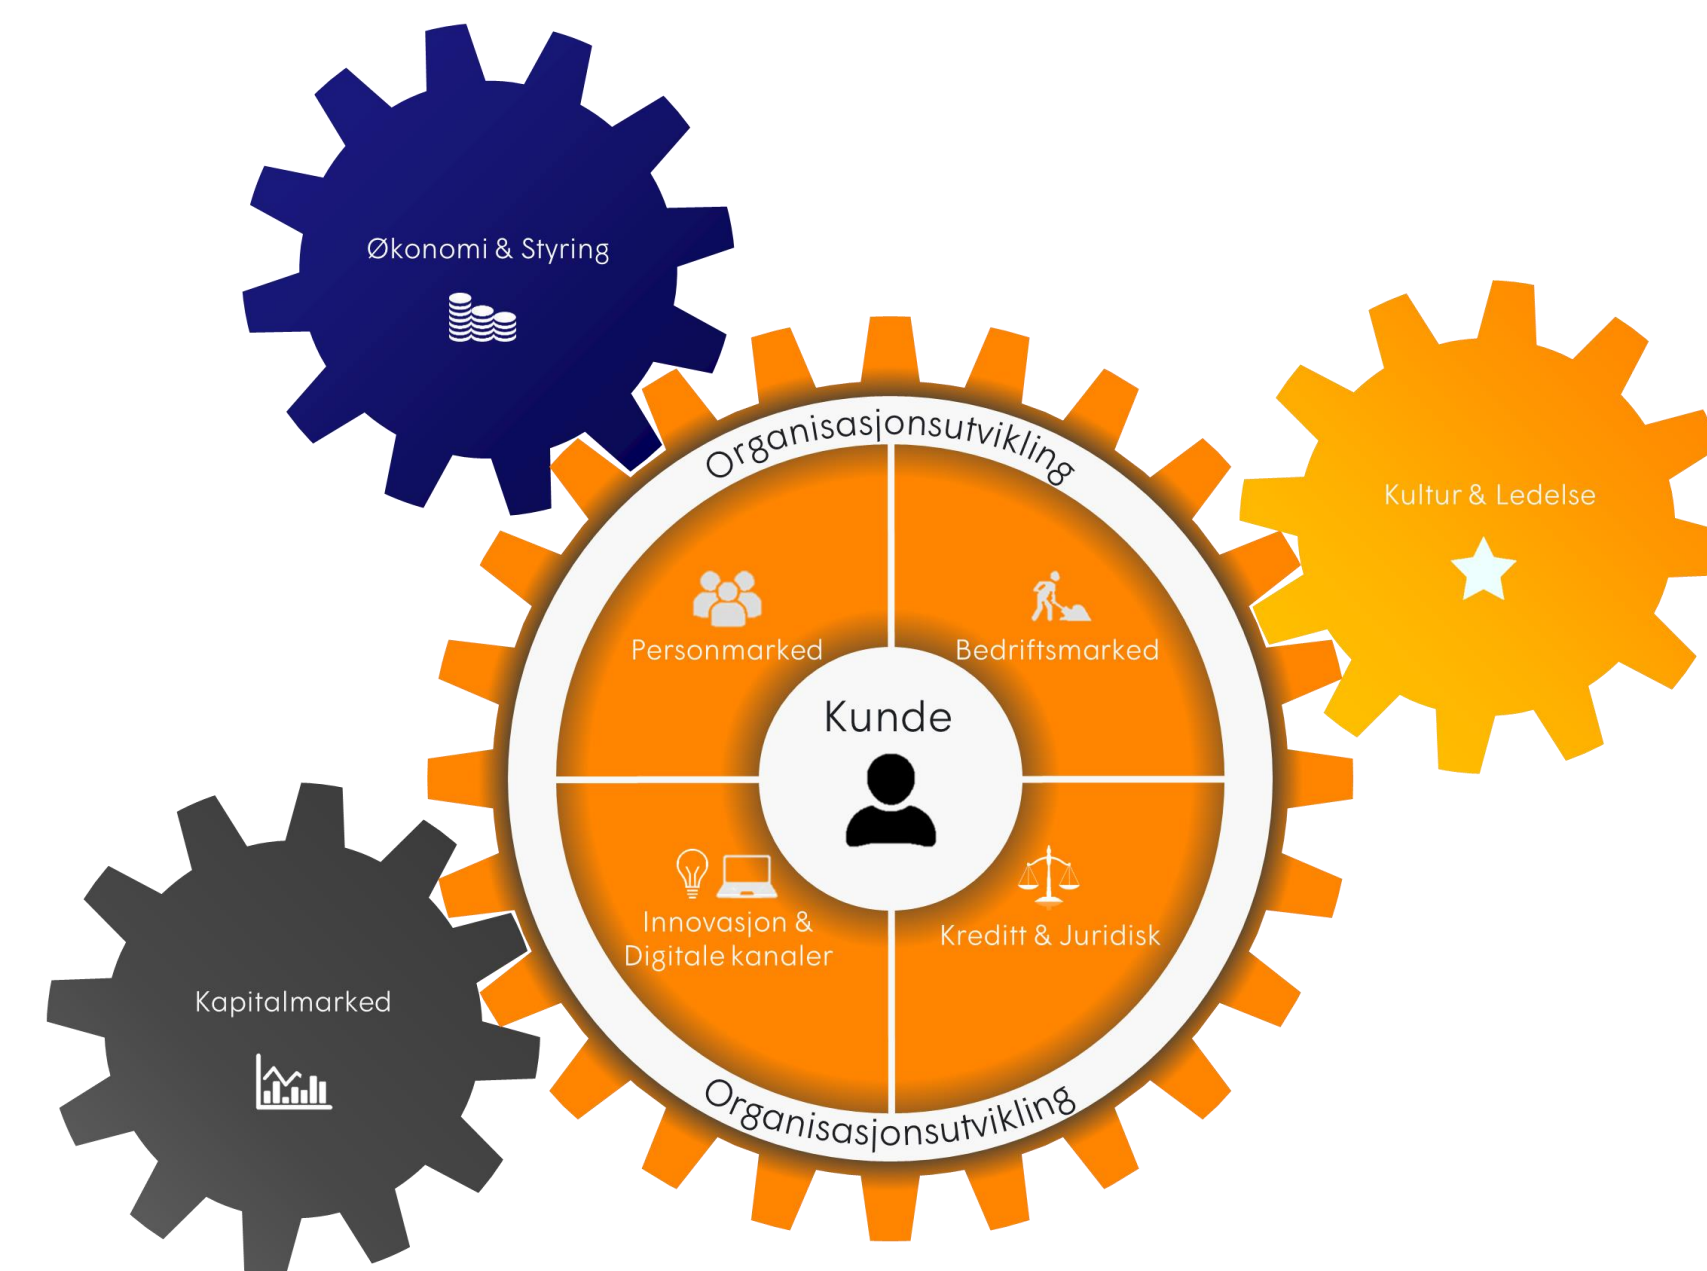 Økonomi & Styring
Organisasjonsutvikling
Kultur & Ledelse
Personmarked
Bedriftsmarked
Kunde
Innovasjon &
Digitale kanaler
Kreditt & Juridisk
Kapitalmarked
Organisasjonsutvikling